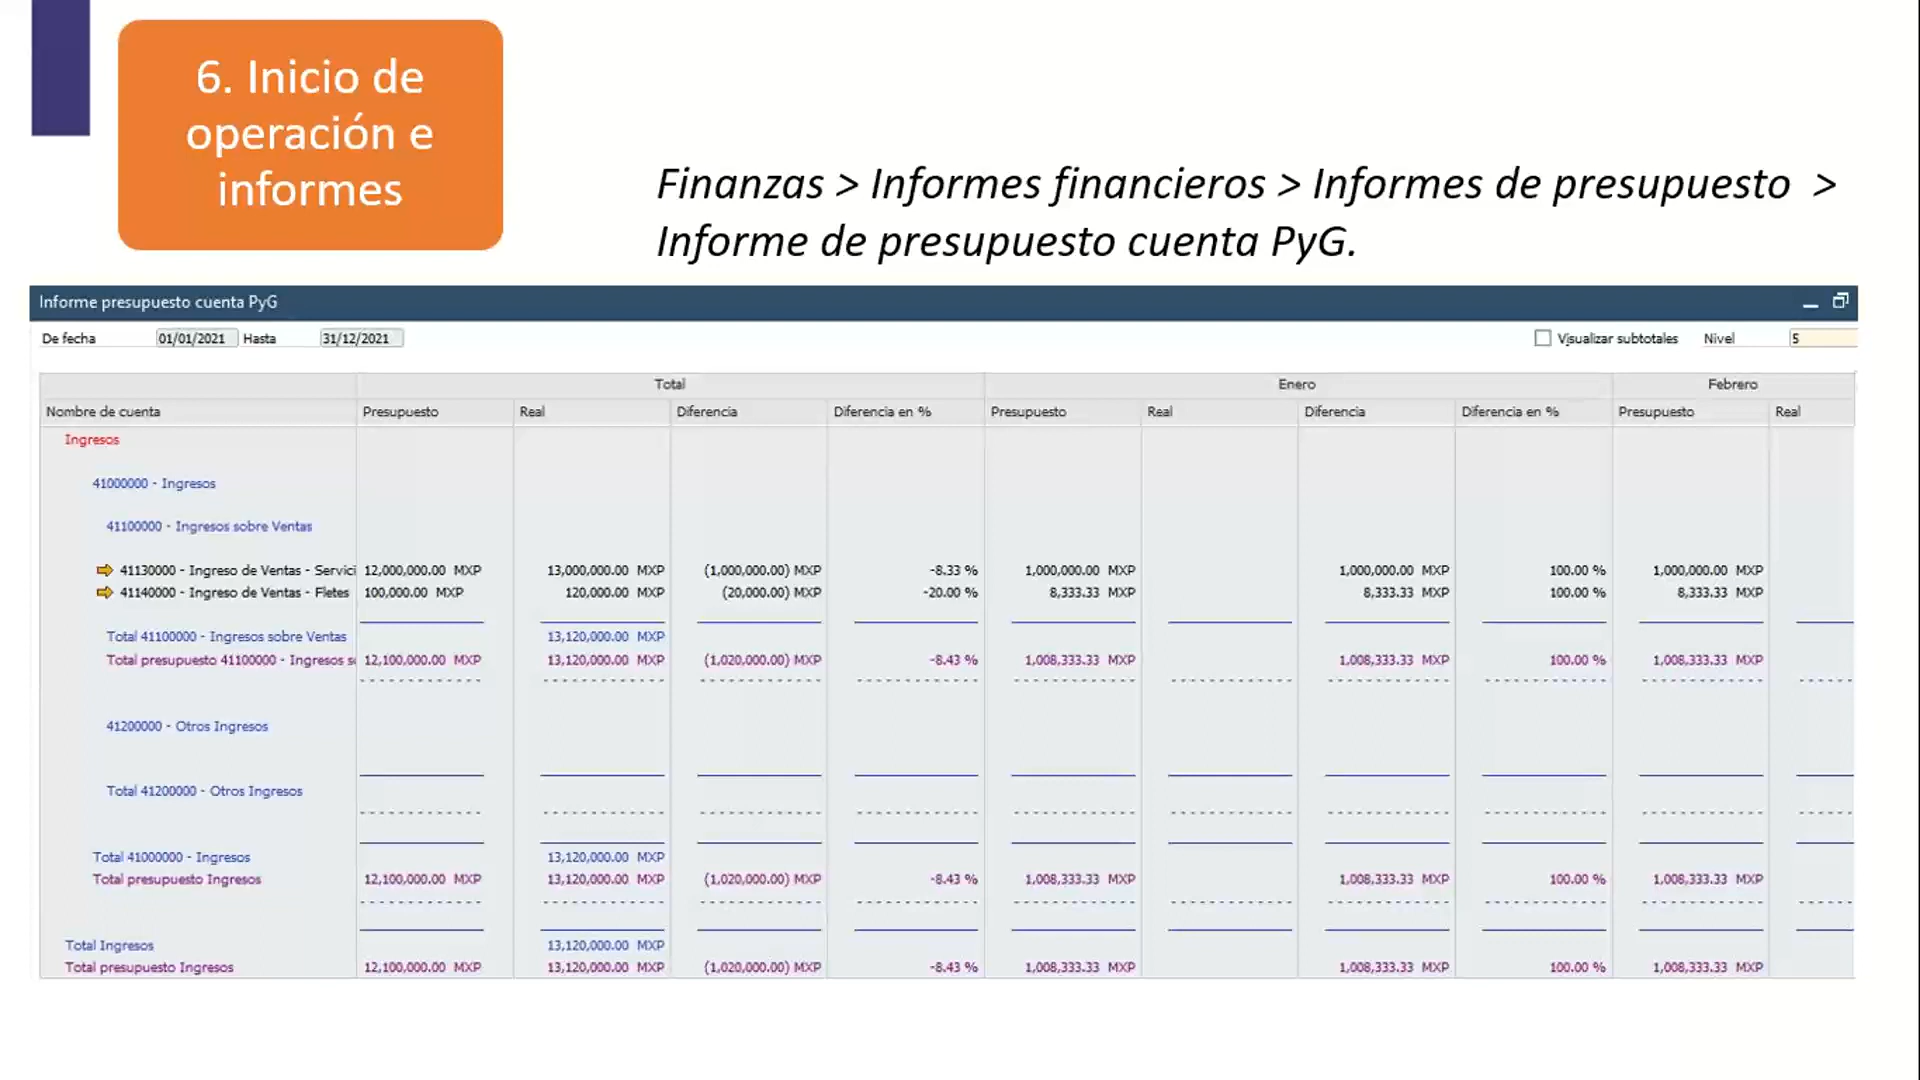 6. Inicio de
operación e
informes
Finanzas > Informes financieros > Informes de presupuesto >
Informe de presupuesto cuenta PyG.
Informe presupuesto cuenta PyG
De fecha 01/01/2021 Hasta 31/12/2021 Visualizar subtotales Nivel 5
Total Enero Febrero
Nombre de cuenta Presupuesto Real Diferencia Diferencia en % Presupuesto Real Diferencia Diferencia en % Presupuesto Real
Ingresos
41000000 - Ingresos
41100000 - Ingresos sobre Ventas
41130000 - Ingreso de Ventas - Servici 12,000,000.00 MXP 13,000,000.00 MXP (1,000,000.00) MXP -8.33 % 1,000,000.00 MXP 1,000,000.00 MXP 100.00 % 1,000,000.00 MXP
41140000 - Ingreso de Ventas - Fletes 100,000.00 MXP 120,000.00 MXP (20,000.00) MXP -20.00 % 8,333.33 MXP 8,333.33 MXP 100.00 % 8,333.33 MXP
Total 41100000 - Ingresos sobre Ventas 13,120,000.00 MXP
Total presupuesto 41100000 - Ingresos s 12,100,000.00 MXP 13,120,000.00 MXP (1,020,000.00) MXP -8.43 % 1,008,333.33 MXP 1,008,333.33 MXP 100.00 % 1,008,333.33 MXP
41200000 - Otros Ingresos
Total 41200000 - Otros Ingresos
Total 41000000 - Ingresos 13,120,000.00 MXP
Total presupuesto Ingresos 12,100,000.00 MXP 13,120,000.00 MXP (1,020,000.00) MXP -8.43 % 1,008,333.33 MXP 1,008,333.33 MXP 100.00 % 1,008,333.33 MXP
Total Ingresos 13,120,000.00 MXP
Total presupuesto Ingresos 12,100,000.00 MXP 13,120,000.00 MXP (1,020,000.00) MXP -8.43 % 1,008,333.33 MXP 1,008,333.33 MXP 100.00 % 1,008,333.33 MXP